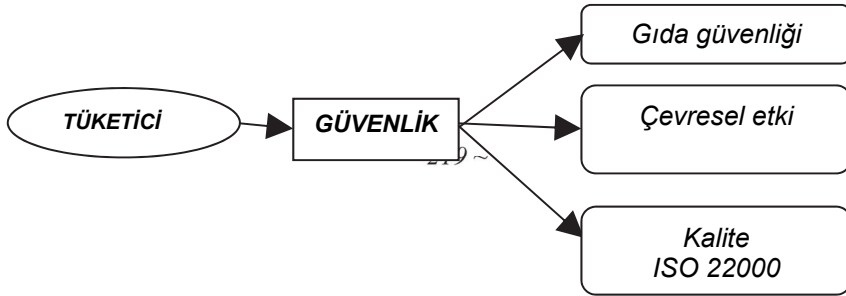 Gıda güvenliği
TÜKETİCİ
GÜVENLİK
Çevresel etki
Kalite
ISO 22000